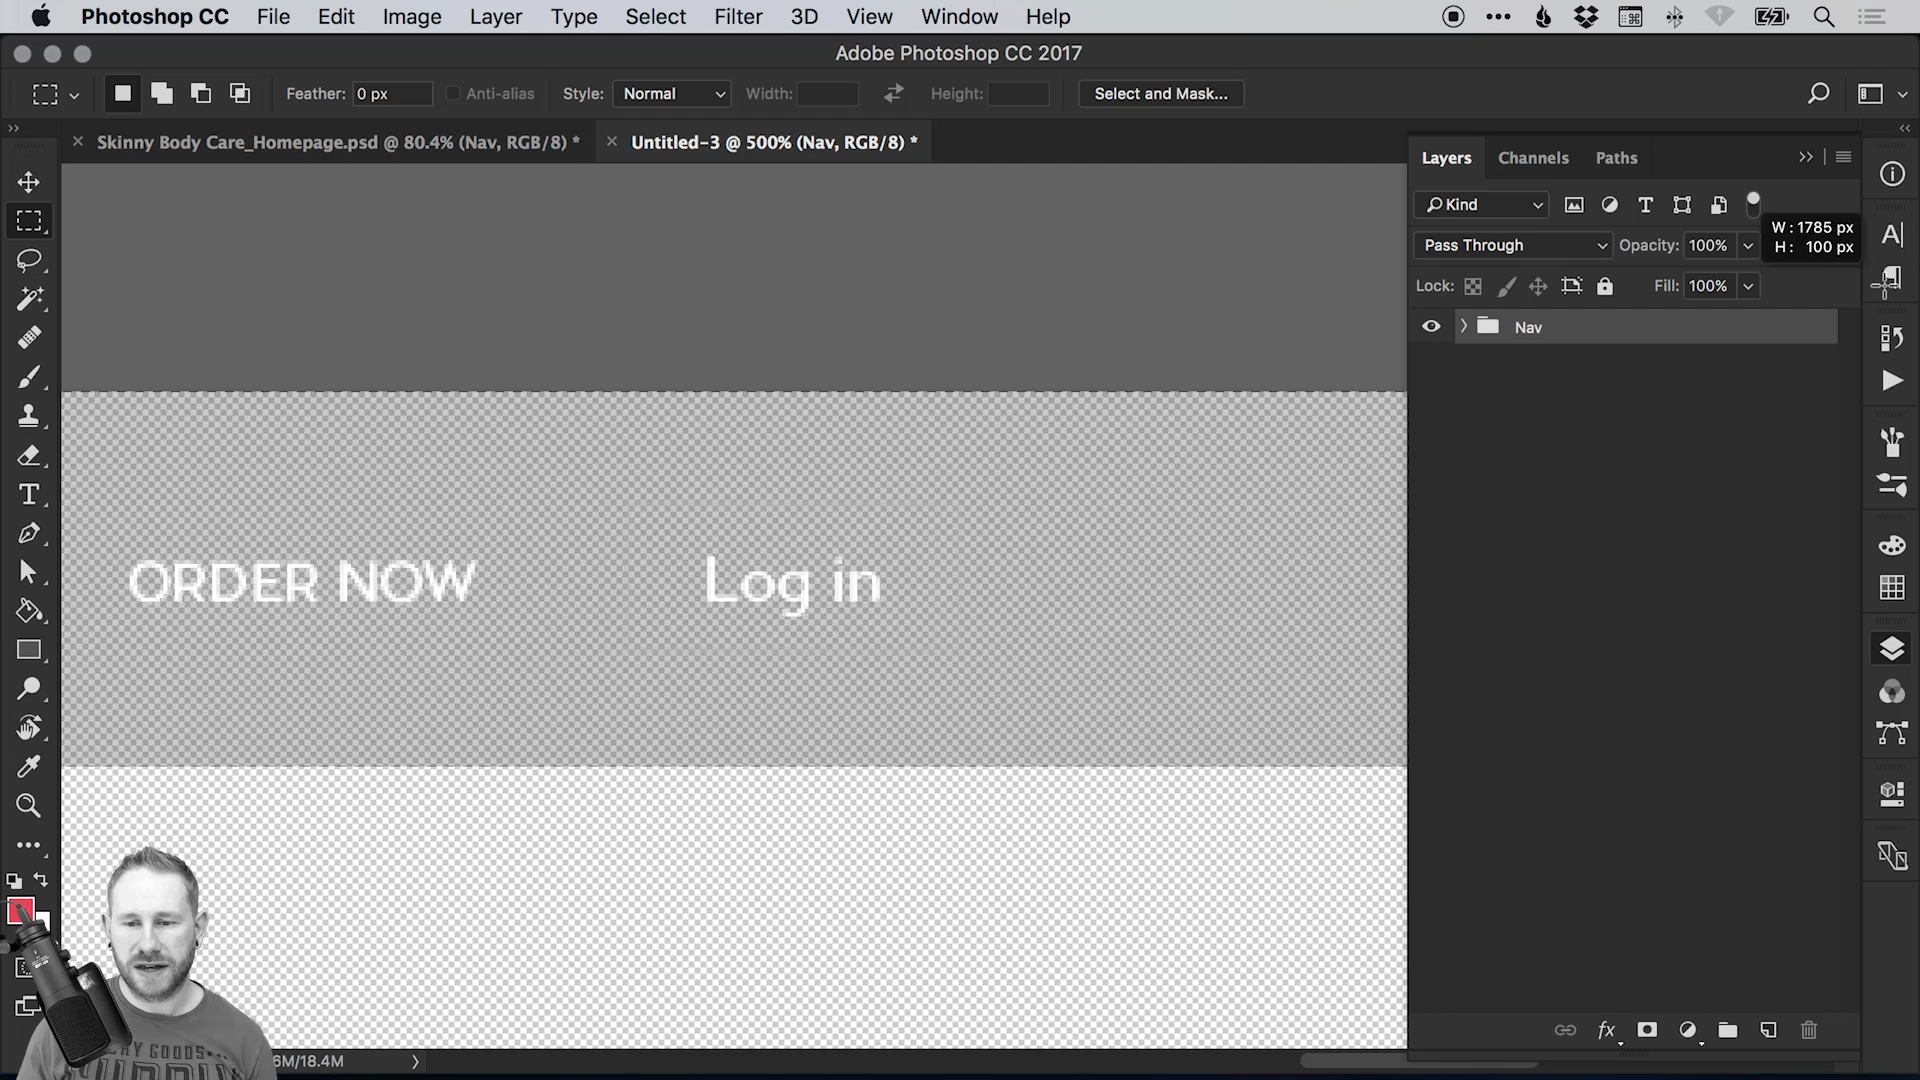 Photoshop CC File Edit Image Layer Type Select Filter 3D View Window Help
Adobe Photoshop CC 2017
Feather: 0 px Anti-alias Style: Normal Width: Height: Select and Mask...
Skinny Body Care_Homepage.psd @ 80.4% (Nav, RGB/8) *
Untitled-3 @ 500% (Nav, RGB/8) *
Layers Channels Paths
Kind
W: 1785 px
H: 100 px
Pass Through Opacity: 100%
Lock: Fill: 100%
Nav
ORDER NOW
Log in
6M/18.4M
fx